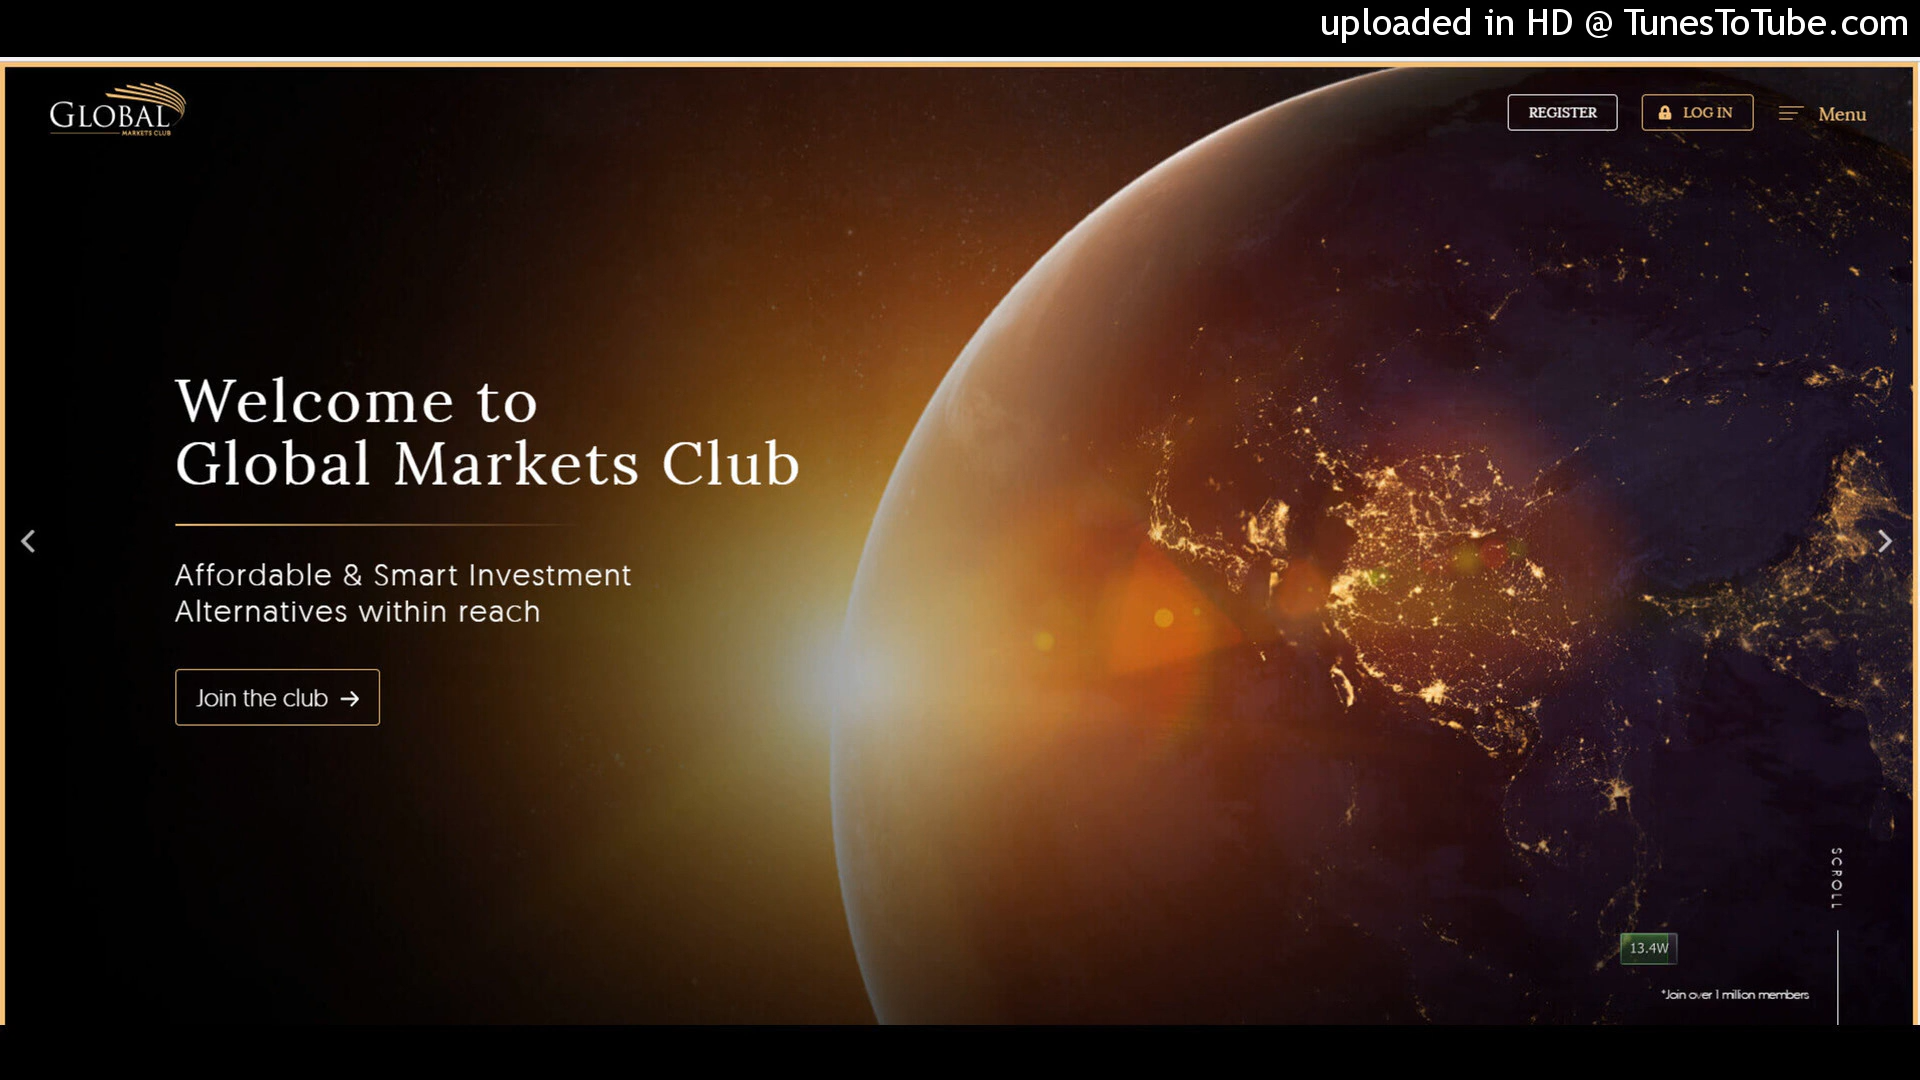 uploaded in HD @ TunesToTube.com
GLOBAL
MARKETS CLUB
REGISTER
LOG IN
Menu
Welcome to
Global Markets Club
Affordable & Smart Investment
Alternatives within reach
Join the club →
SCROLL
13.4W
*Join over 1 million members